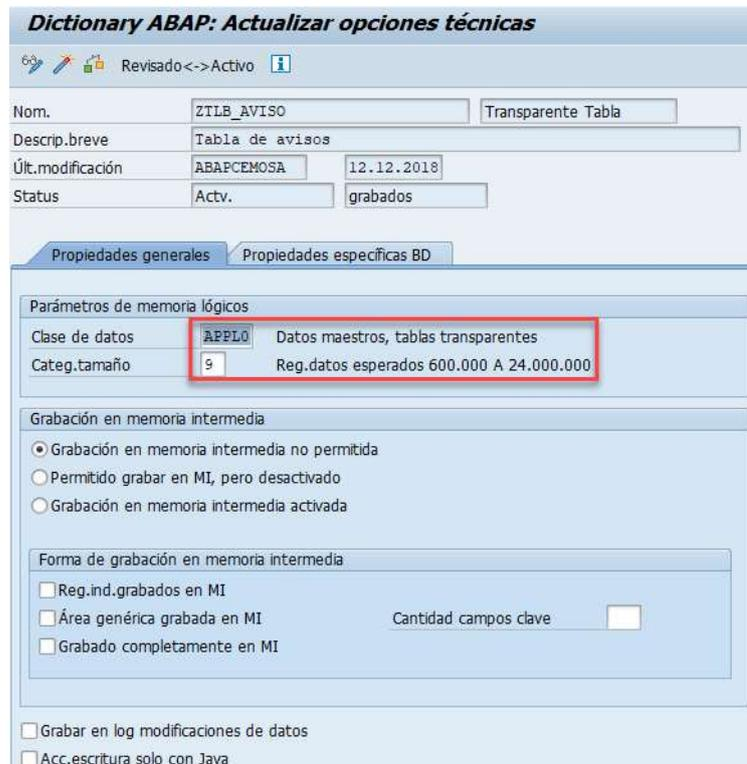 Dictionary ABAP: Actualizar opciones técnicas
Revisado<->Activo
Nom. ZTLB_AVISO Transparente Tabla
Descrip.breve Tabla de avisos
Últ.modificación ABAPCEMOSA 12.12.2018
Status Actv. grabados
Propiedades generales Propiedades específicas BD
Parámetros de memoria lógicos
Clase de datos APPL0 Datos maestros, tablas transparentes
Categ.tamaño 9 Reg.datos esperados 600.000 A 24.000.000
Grabación en memoria intermedia
Grabación en memoria intermedia no permitida
Permitido grabar en MI, pero desactivado
Grabación en memoria intermedia activada
Forma de grabación en memoria intermedia
Reg.ind.grabados en MI
Área genérica grabada en MI Cantidad campos clave
Grabado completamente en MI
Grabar en log modificaciones de datos
Acc.escritura solo con Java